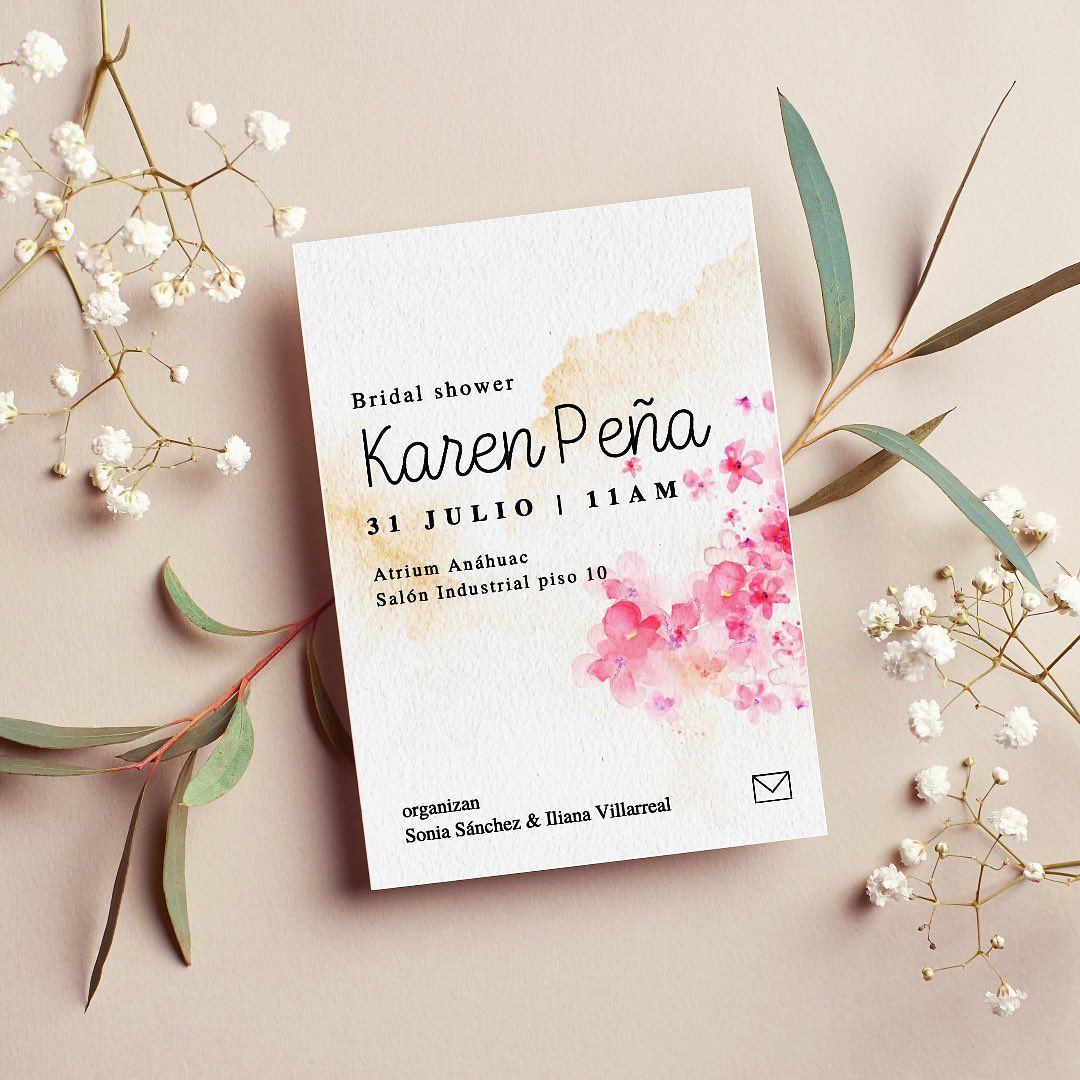 Bridal shower
Karen Peña
31 JULIO | 11AM
Atrium Anáhuac
Salón Industrial piso 10
organizan
Sonia Sánchez & Iliana Villarreal